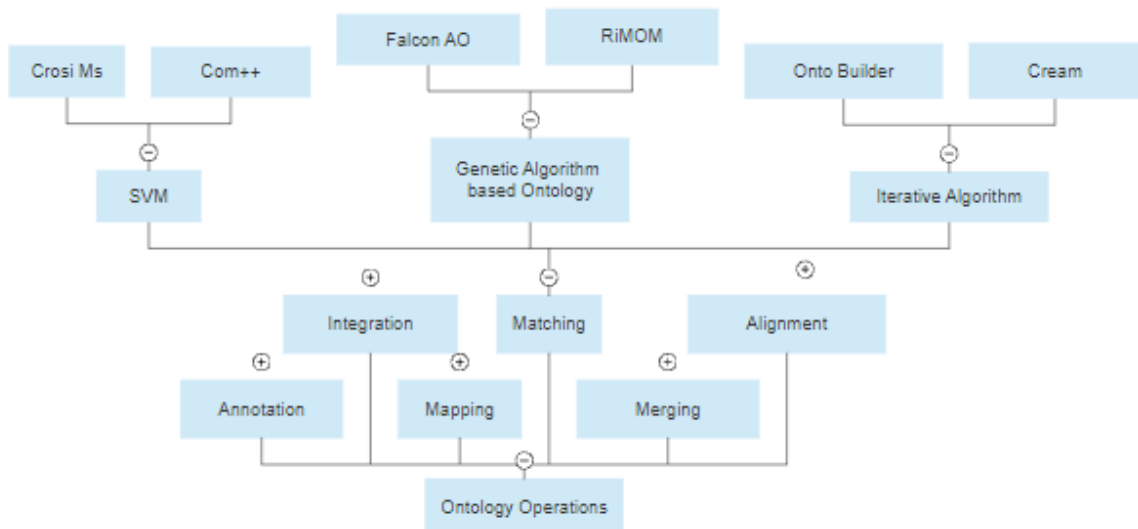 Falcon AO
RiMOM
Crosi Ms
Com++
Onto Builder
Cream
Genetic Algorithm
based Ontology
SVM
Iterative Algorithm
Integration
Matching
Alignment
Annotation
Mapping
Merging
Ontology Operations